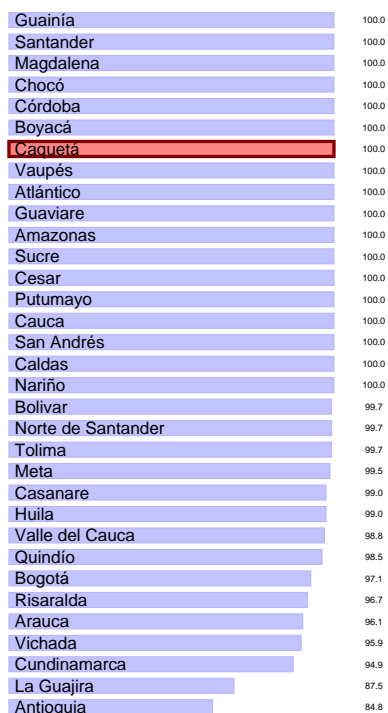 Guainía 100.0
Santander 100.0
Magdalena 100.0
Chocó 100.0
Córdoba 100.0
Boyacá 100.0
Caquetá 100.0
Vaupés 100.0
Atlántico 100.0
Guaviare 100.0
Amazonas 100.0
Sucre 100.0
Cesar 100.0
Putumayo 100.0
Cauca 100.0
San Andrés 100.0
Caldas 100.0
Nariño 100.0
Bolivar 99.7
Norte de Santander 99.7
Tolima 99.7
Meta 99.5
Casanare 99.0
Huila 99.0
Valle del Cauca 98.8
Quindío 98.5
Bogotá 97.1
Risaralda 96.7
Arauca 96.1
Vichada 95.9
Cundinamarca 94.9
La Guajira 87.5
Antioquia 84.8